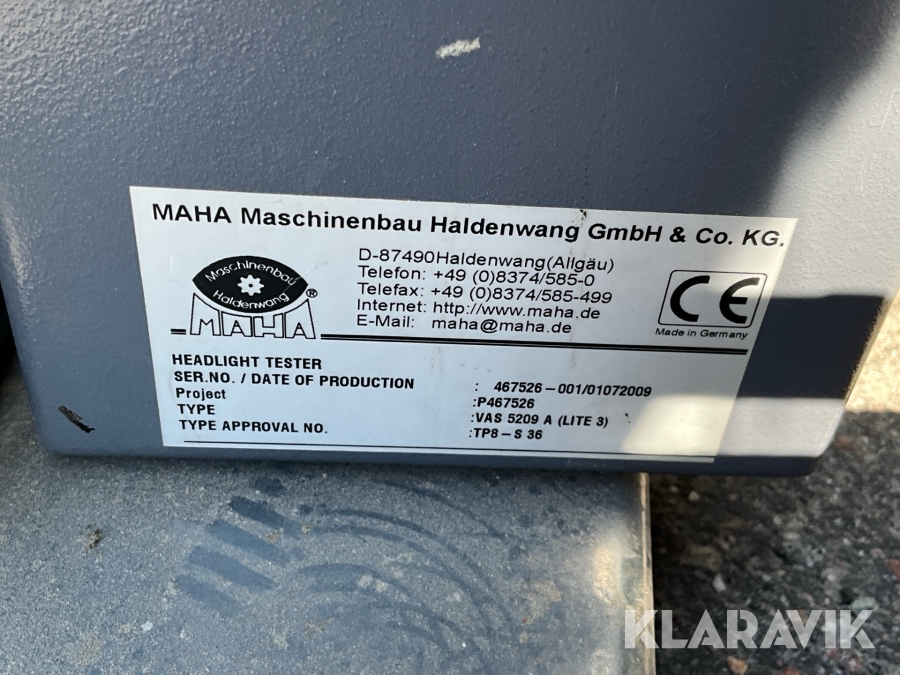 MAHA Maschinenbau Haldenwang GmbH & Co. KG.
Maschinenbau
Haldenwang
MAHA ®
D-87490Haldenwang(Allgäu)
Telefon: +49 (0)8374/585-0
Telefax: +49 (0)8374/585-499
Internet: http://www.maha.de
E-Mail: maha@maha.de
CE
Made in Germany
HEADLIGHT TESTER
SER.NO. / DATE OF PRODUCTION : 467526-001/01072009
Project :P467526
TYPE :VAS 5209 A (LITE 3)
TYPE APPROVAL NO. :TP8-S 36
KLARAVIK